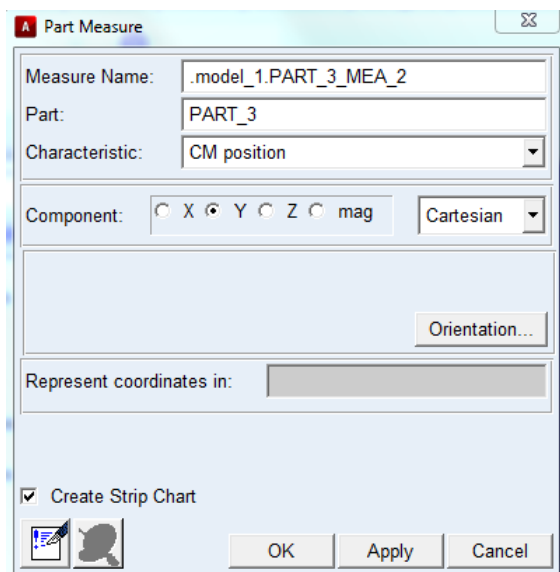 Part Measure
Measure Name: .model_1.PART_3_MEA_2
Part: PART_3
Characteristic: CM position
Component: X Y Z mag Cartesian
Orientation...
Represent coordinates in:
Create Strip Chart
OK Apply Cancel